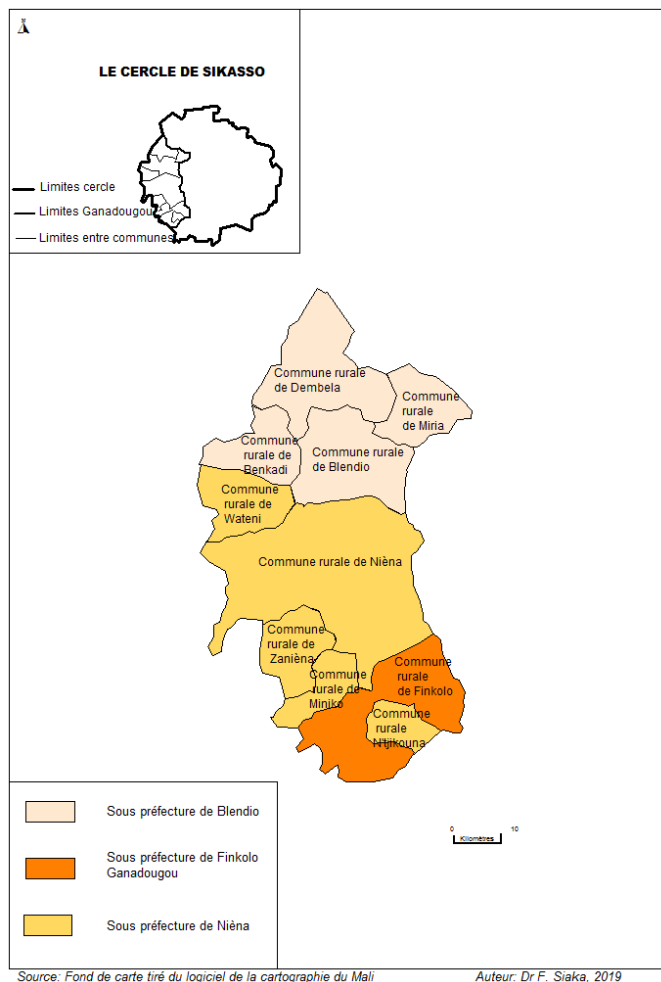 N
LE CERCLE DE SIKASSO
Limites cercle
Limites Ganadougou
Limites entre communes
Commune rurale
de Dembela
Commune
rurale
de Miria
Commune
rurale de
Benkadi
Commune rurale
de Blendio
Commune
rurale de
Wateni
Commune rurale de Nièna
Commune
rurale de
Zanièna
Commune
rurale de
Miniko
Commune
rurale
de Finkolo
Commune
rurale
N'tjikouna
0 10
Kilomètres
Sous préfecture de Blendio
Sous préfecture de Finkolo
Ganadougou
Sous préfecture de Nièna
Source: Fond de carte tiré du logiciel de la cartographie du Mali
Auteur: Dr F. Siaka, 2019